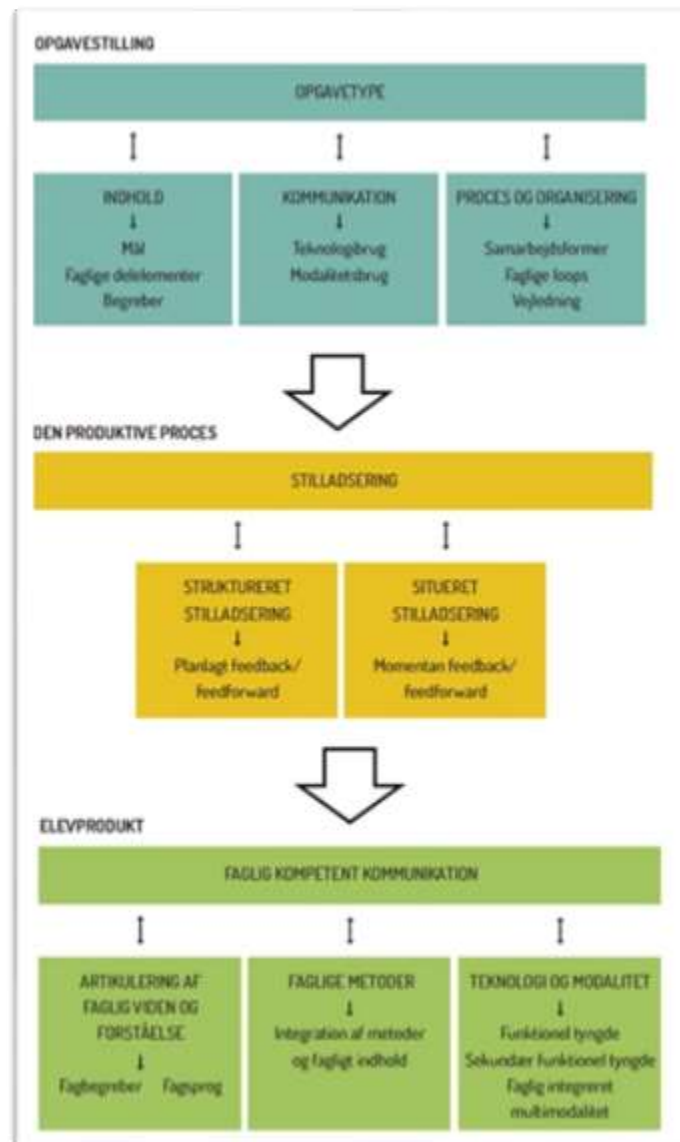 OPGAVESTILLING
OPGAVETYPE
INDHOLD
Mål
Faglige delelementer
Begreber
KOMMUNIKATION
Teknologibrug
Modalitetsbrug
PROCES OG ORGANISERING
Samarbejdsformer
Faglige loops
Vejledning
DEN PRODUKTIVE PROCES
STILLADSERING
STRUKTURERET
STILLADSERING
Planlagt feedback/
feedforward
SITUERET
STILLADSERING
Momentan feedback/
feedforward
ELEVPRODUKT
FAGLIG KOMPETENT KOMMUNIKATION
ARTIKULERING AF
FAGLIG VIDEN OG
FORSTÅELSE
Fagbegreber Fagsprog
FAGLIGE METODER
Integration af metoder
og fagligt indhold
TEKNOLOGI OG MODALITET
Funktionel tyngde
Sekundær funktionel tyngde
Faglig integreret
multimodalitet